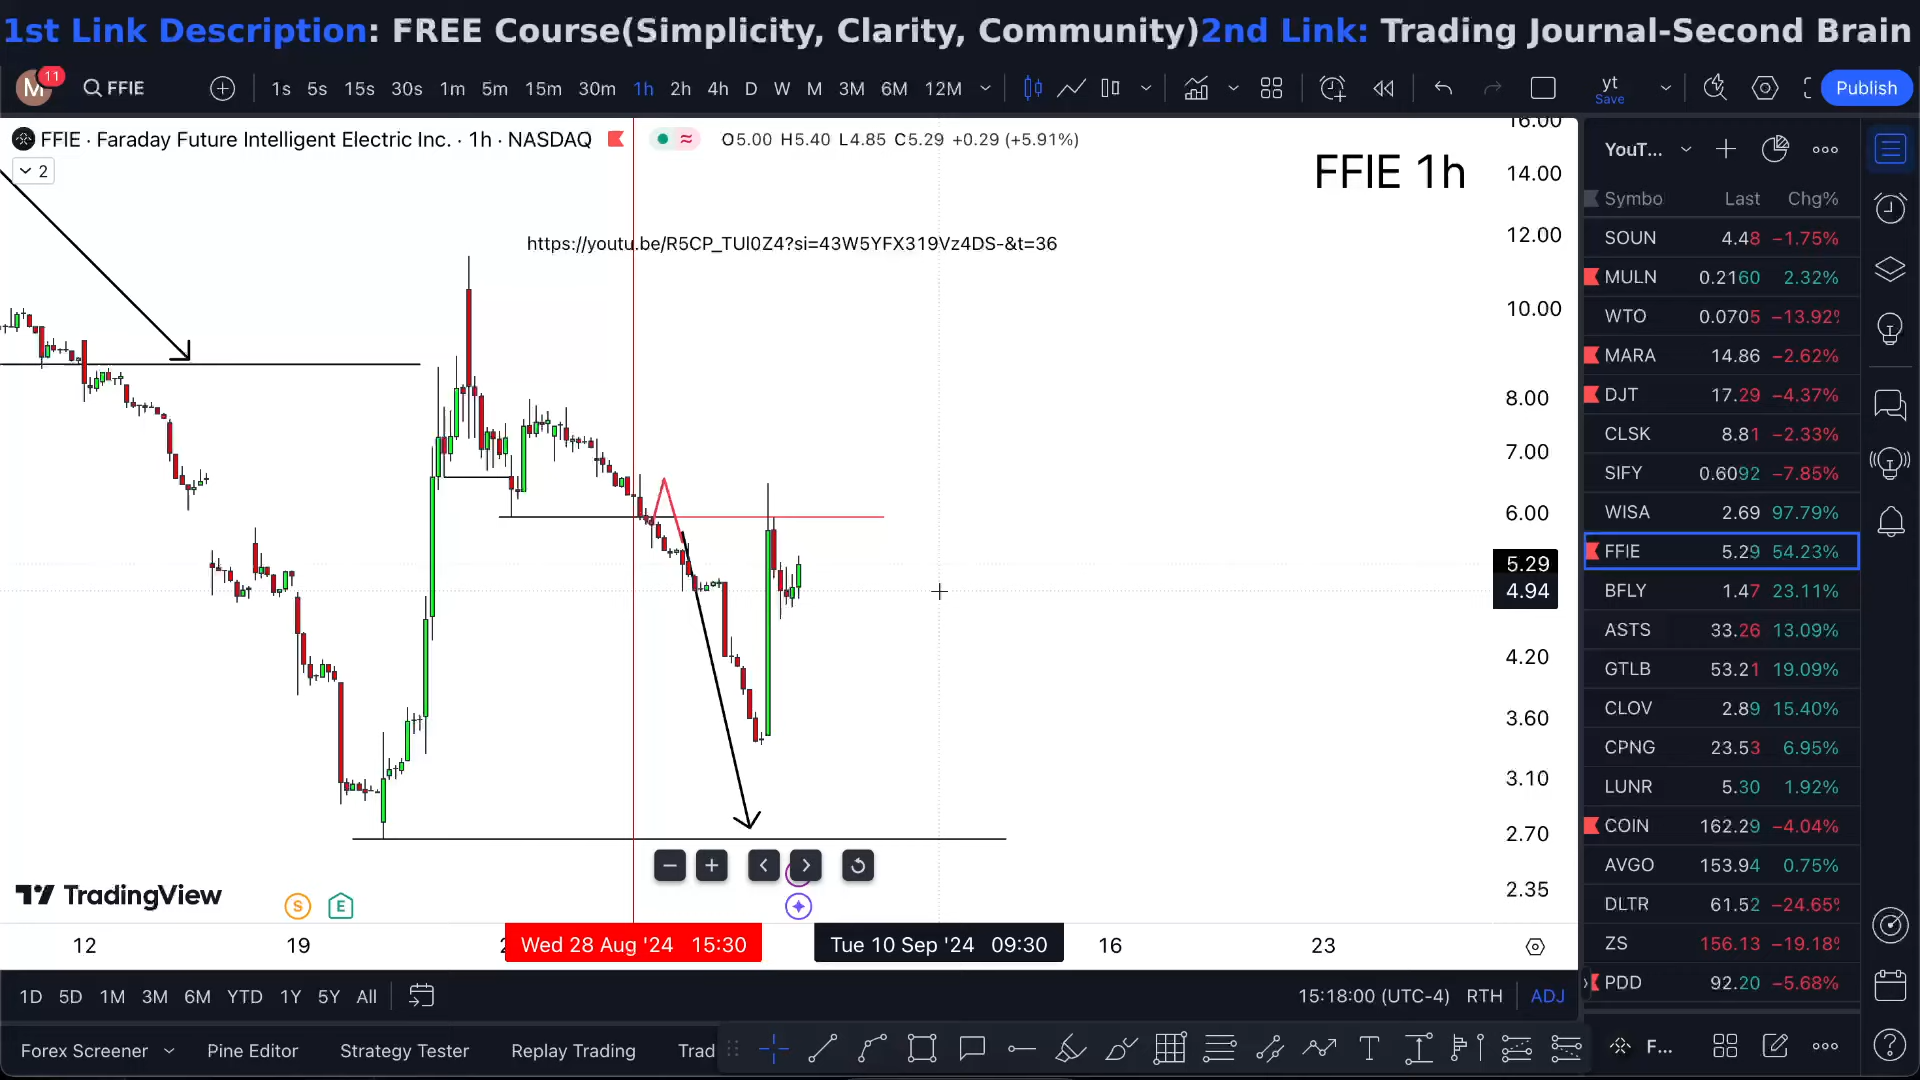 1st Link Description: FREE Course(Simplicity, Clarity, Community)2nd Link: Trading Journal-Second Brain
M 11 FFIE 1s 5s 15s 30s 1m 5m 15m 30m 1h 2h 4h D W M 3M 6M 12M yt Save Publish
FFIE · Faraday Future Intelligent Electric Inc. · 1h · NASDAQ O5.00 H5.40 L4.85 C5.29 +0.29 (+5.91%)
2
FFIE 1h
https://youtu.be/R5CP_TUl0Z4?si=43W5YFX319Vz4DS-&t=36
16.00
14.00
12.00
10.00
8.00
7.00
6.00
5.29
4.94
4.20
3.60
3.10
2.70
2.35
TradingView
S E
12 19 2 Wed 28 Aug '24 15:30 Tue 10 Sep '24 09:30 16 23
1D 5D 1M 3M 6M YTD 1Y 5Y All 15:18:00 (UTC-4) RTH ADJ
Forex Screener Pine Editor Strategy Tester Replay Trading Trad
YouT...
Symbo Last Chg%
SOUN 4.48 −1.75%
MULN 0.2160 2.32%
WTO 0.0705 −13.92%
MARA 14.86 −2.62%
DJT 17.29 −4.37%
CLSK 8.81 −2.33%
SIFY 0.6092 −7.85%
WISA 2.69 97.79%
FFIE 5.29 54.23%
BFLY 1.47 23.11%
ASTS 33.26 13.09%
GTLB 53.21 19.09%
CLOV 2.89 15.40%
CPNG 23.53 6.95%
LUNR 5.30 1.92%
COIN 162.29 −4.04%
AVGO 153.94 0.75%
DLTR 61.52 −24.65%
ZS 156.13 −19.18%
PDD 92.20 −5.68%
F...